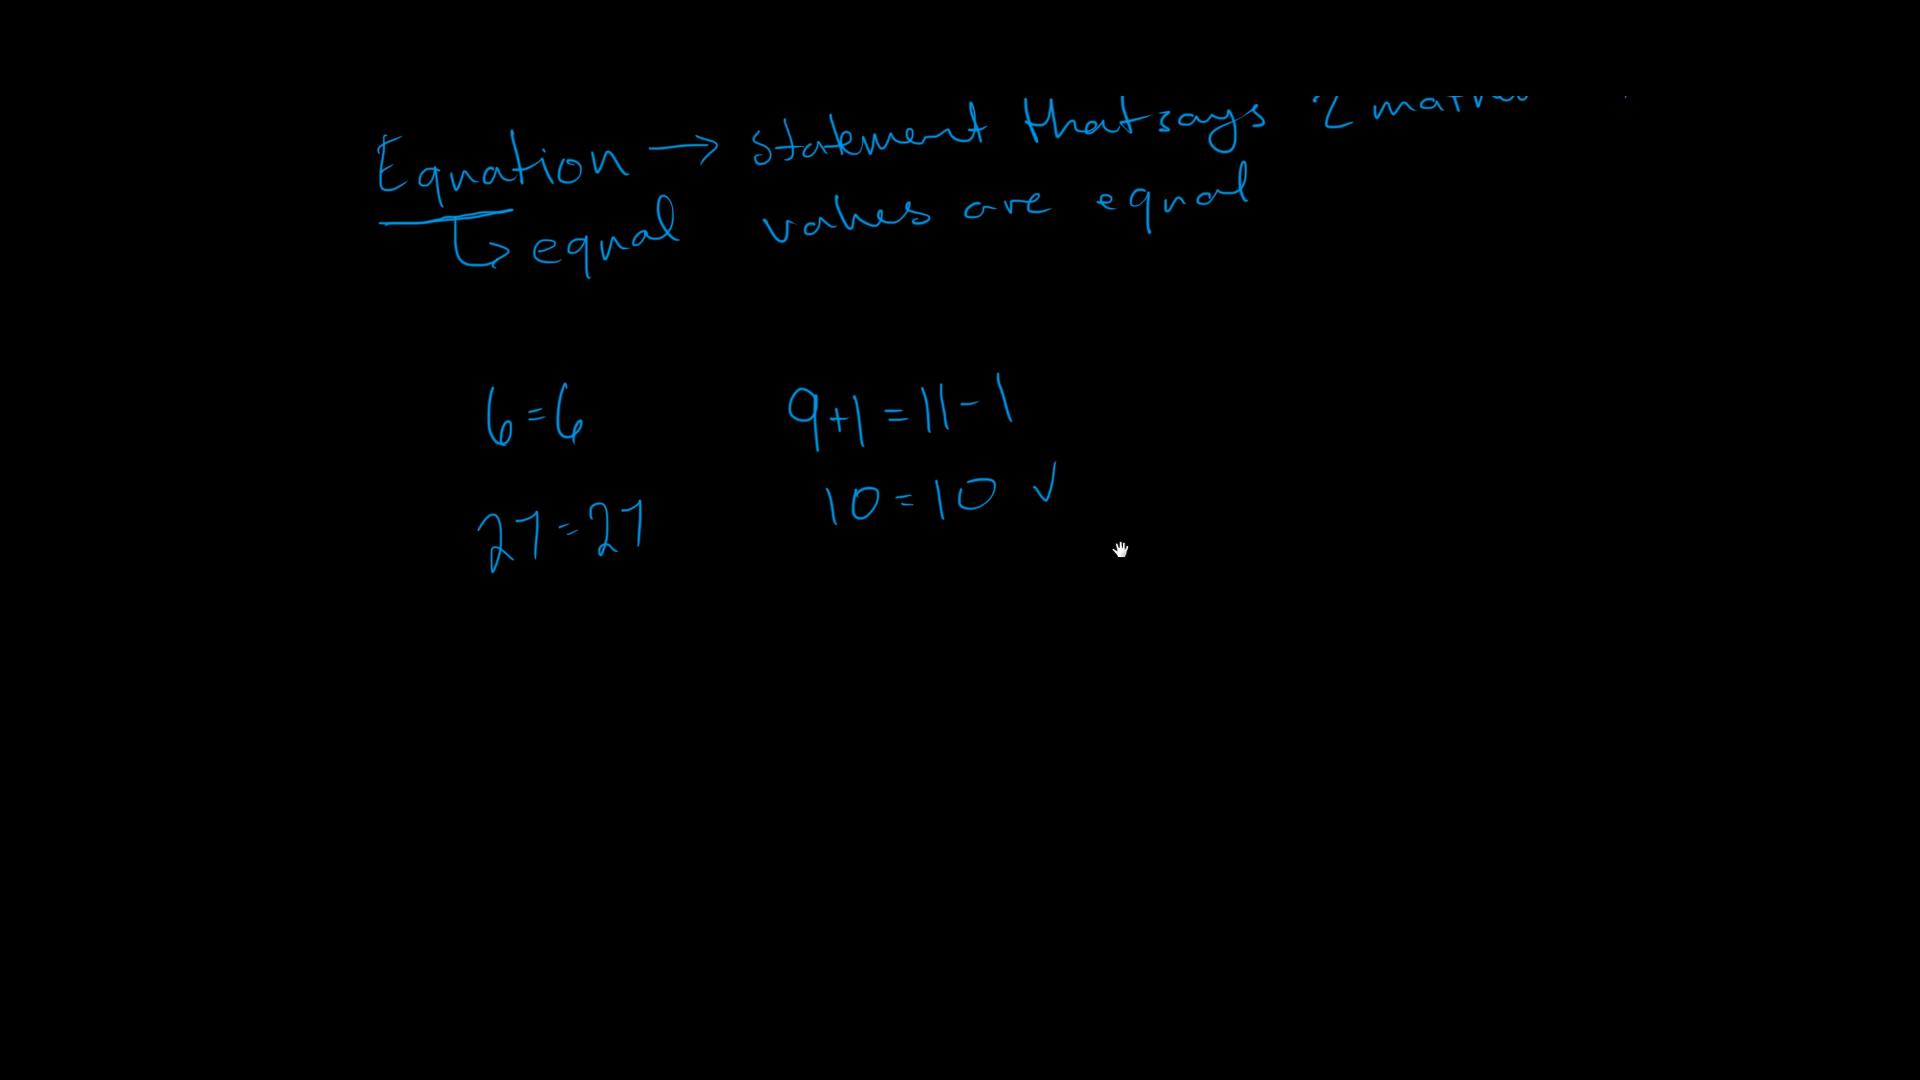 Equation → statement that says 2
↳ equal values are equal
6=6 9+1=11-1
27=27 10=10 ✓